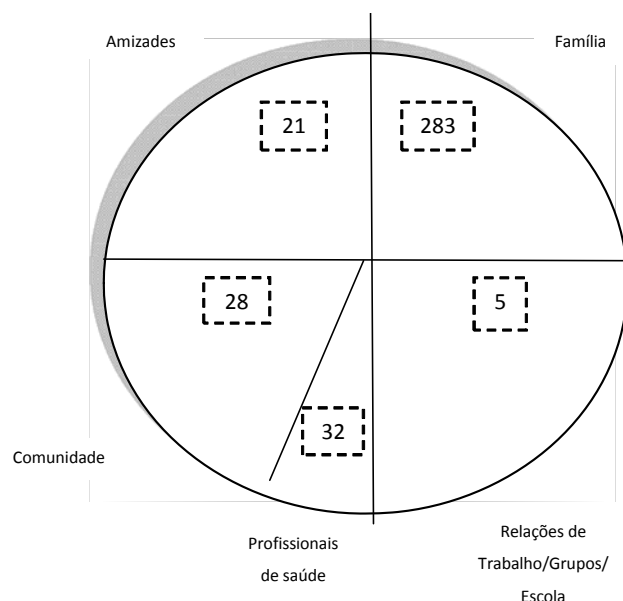 Amizades
Família
21
283
28
5
32
Comunidade
Profissionais
de saúde
Relações de
Trabalho/Grupos/
Escola